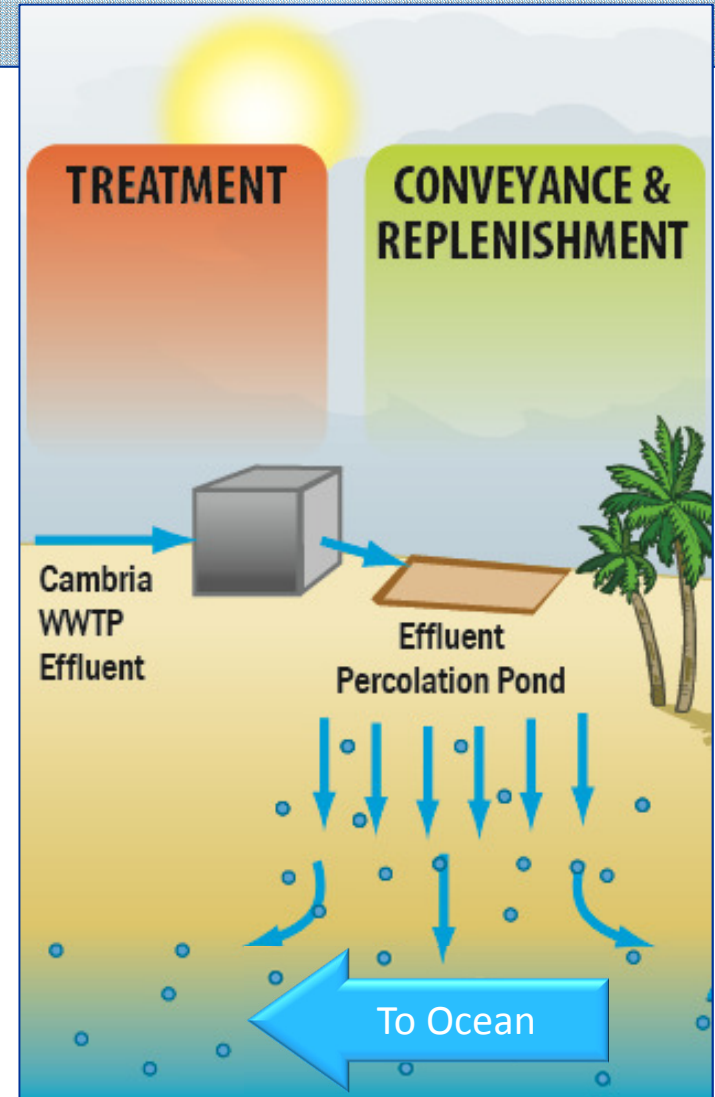 TREATMENT
CONVEYANCE &
REPLENISHMENT
Cambria
WWTP
Effluent
Effluent
Percolation Pond
To Ocean